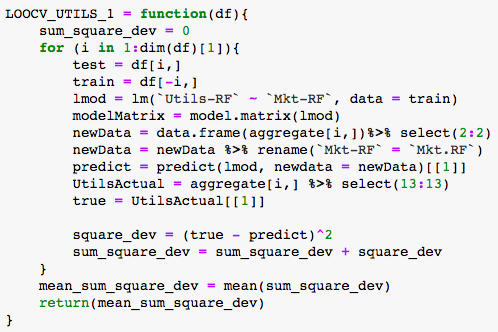 LOOCV_UTILS_1 = function(df){
    sum_square_dev = 0
    for (i in 1:dim(df)[1]){
        test = df[i,]
        train = df[-i,]
        lmod = lm(`Utils-RF` ~ `Mkt-RF`, data = train)
        modelMatrix = model.matrix(lmod)
        newData = data.frame(aggregate[i,])%>% select(2:2)
        newData = newData %>% rename(`Mkt-RF` = `Mkt.RF`)
        predict = predict(lmod, newdata = newData)[[1]]
        UtilsActual = aggregate[i,] %>% select(13:13)
        true = UtilsActual[[1]]

        square_dev = (true - predict)^2
        sum_square_dev = sum_square_dev + square_dev
    }
    mean_sum_square_dev = mean(sum_square_dev)
    return(mean_sum_square_dev)
}